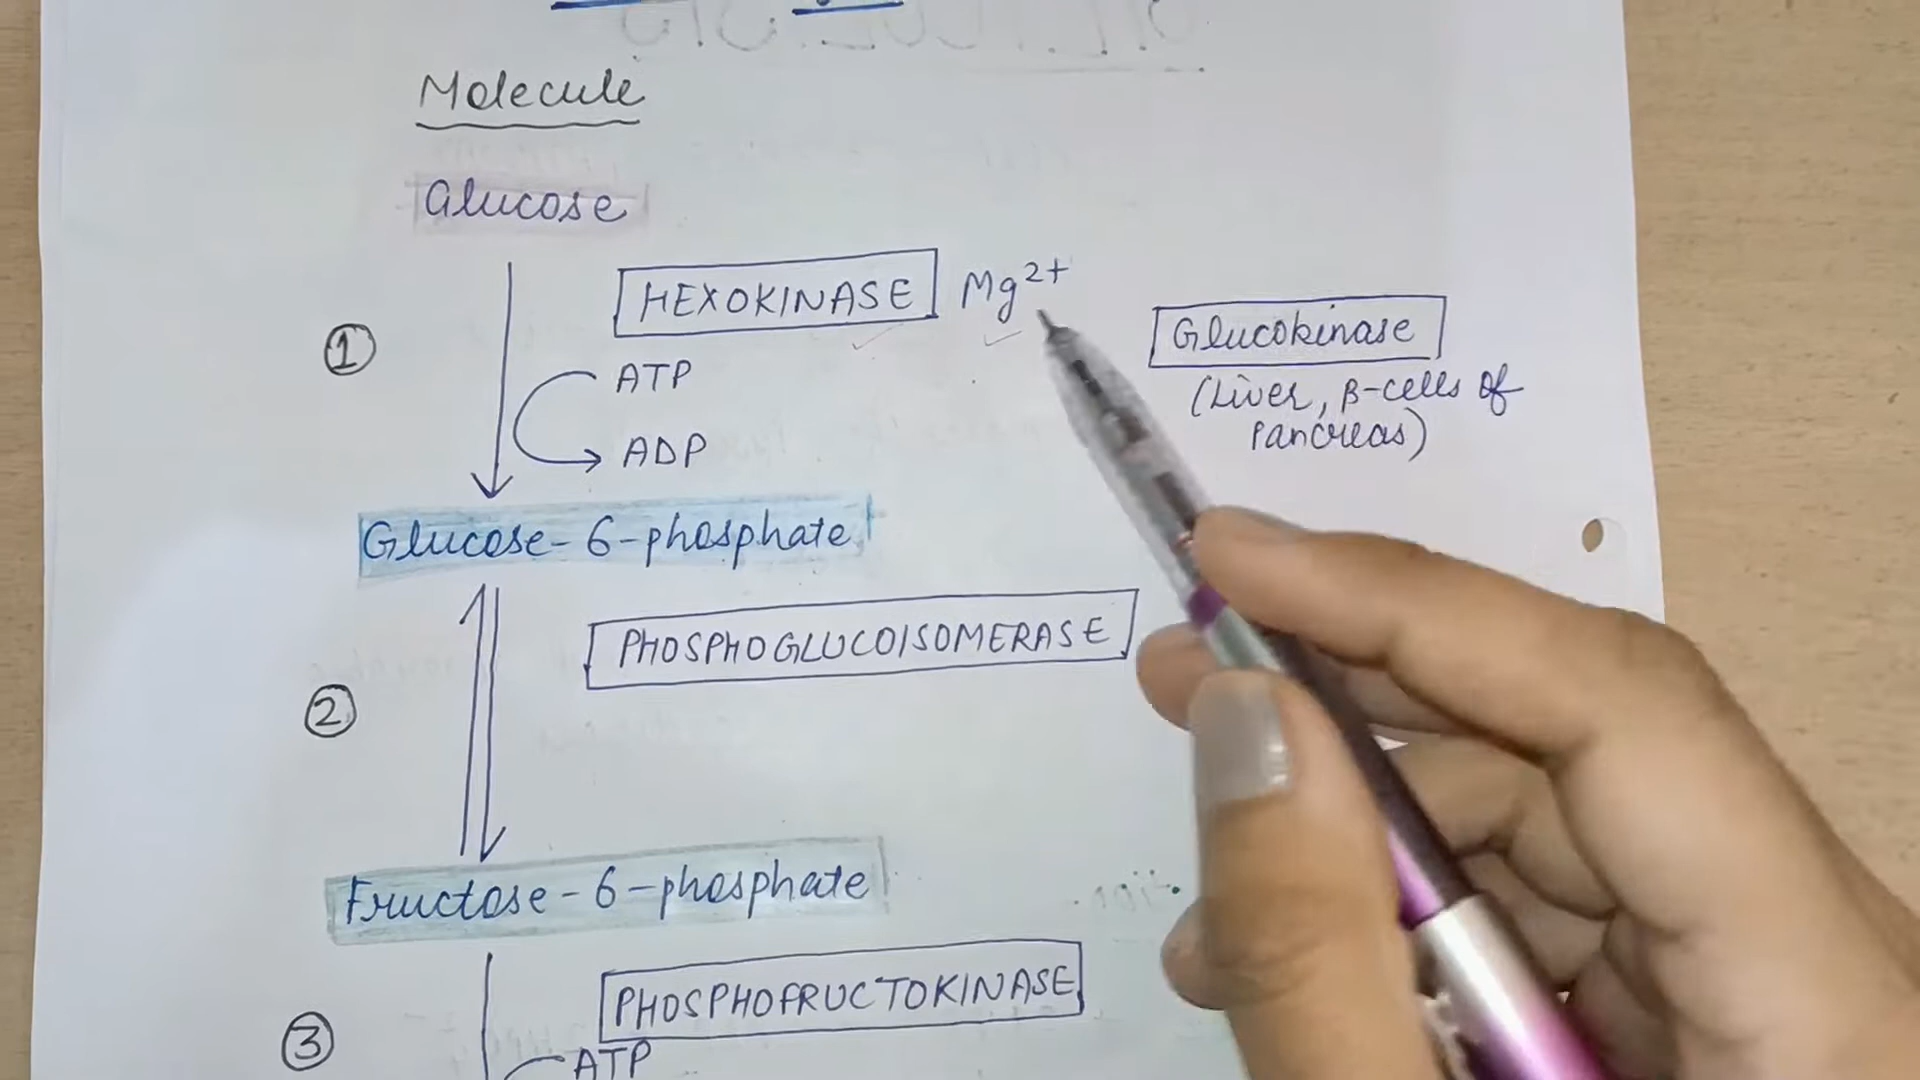 Molecule
Glucose
HEXOKINASE Mg2+
Glucokinase
(Liver, β-cells of
Pancreas)
①
ATP
ADP
Glucose-6-phosphate
PHOSPHOGLUCOISOMERASE
②
Fructose-6-phosphate
PHOSPHOFRUCTOKINASE
③
ATP